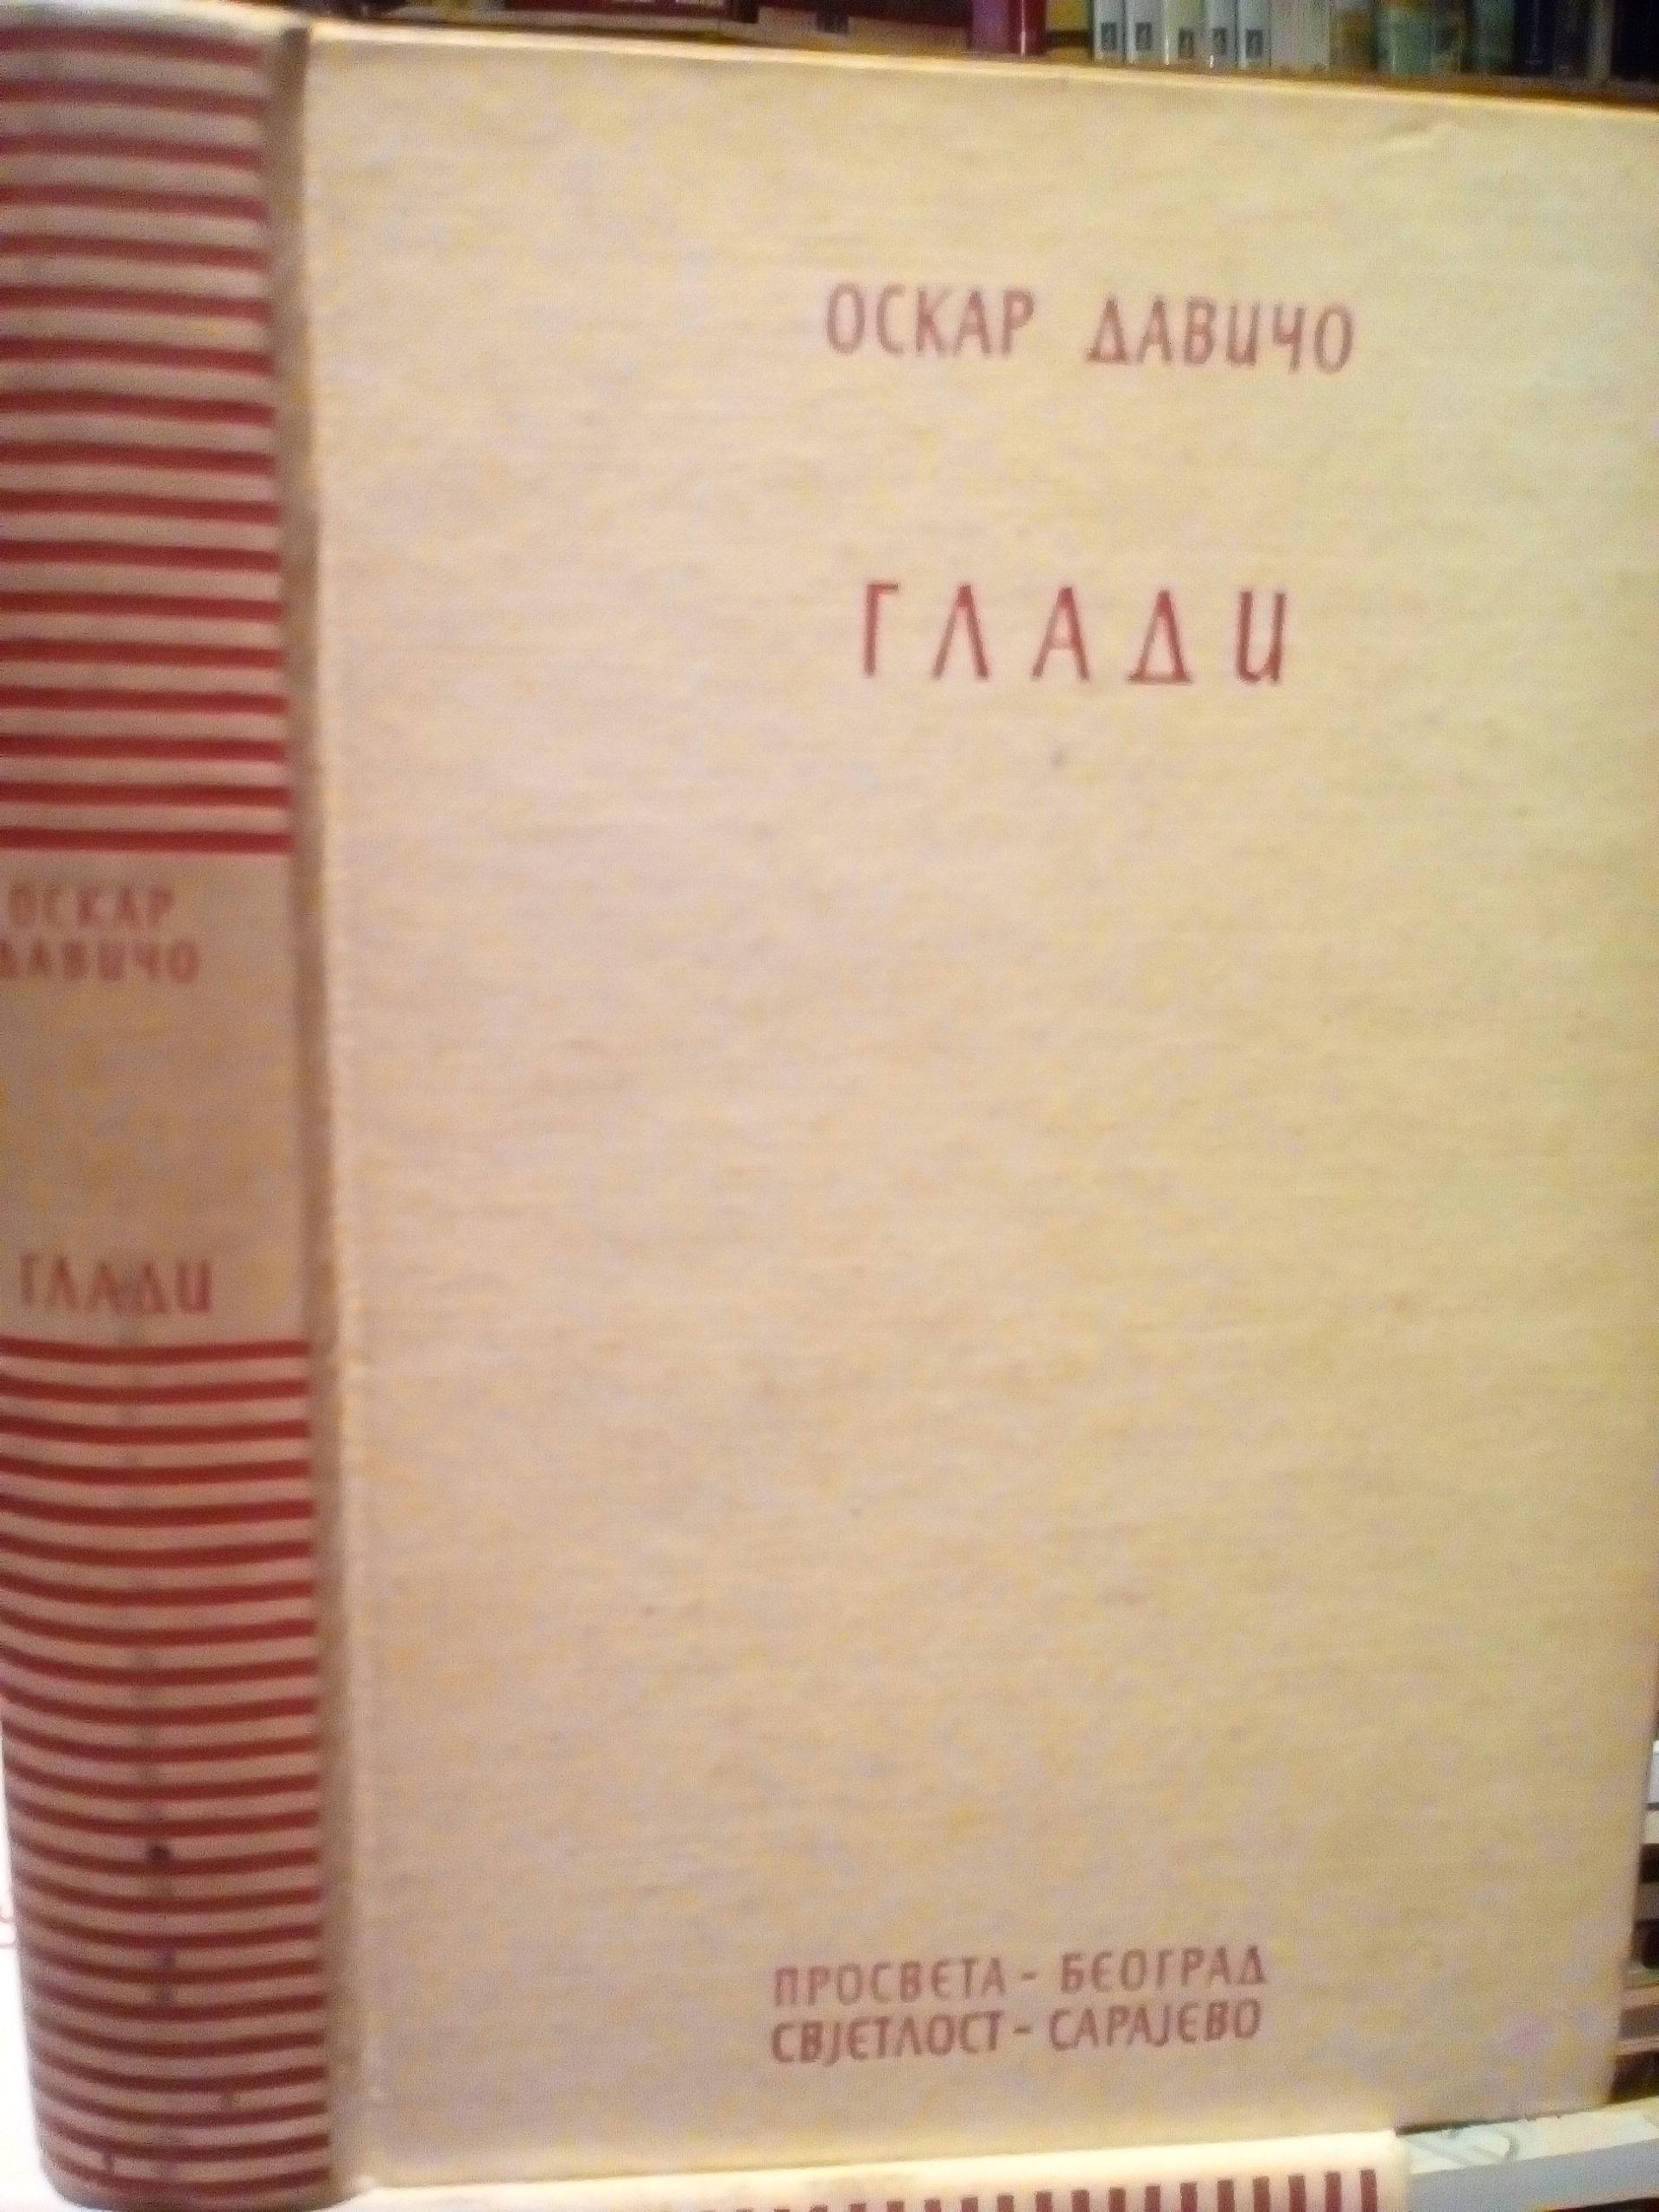 ОСКАР ДАВИЧО
ГЛАДИ
ПРОСВЕТА - БЕОГРАД
СВЈЕТЛОСТ - САРАЈЕВО
ОСКАР
ДАВИЧО
ГЛАДИ